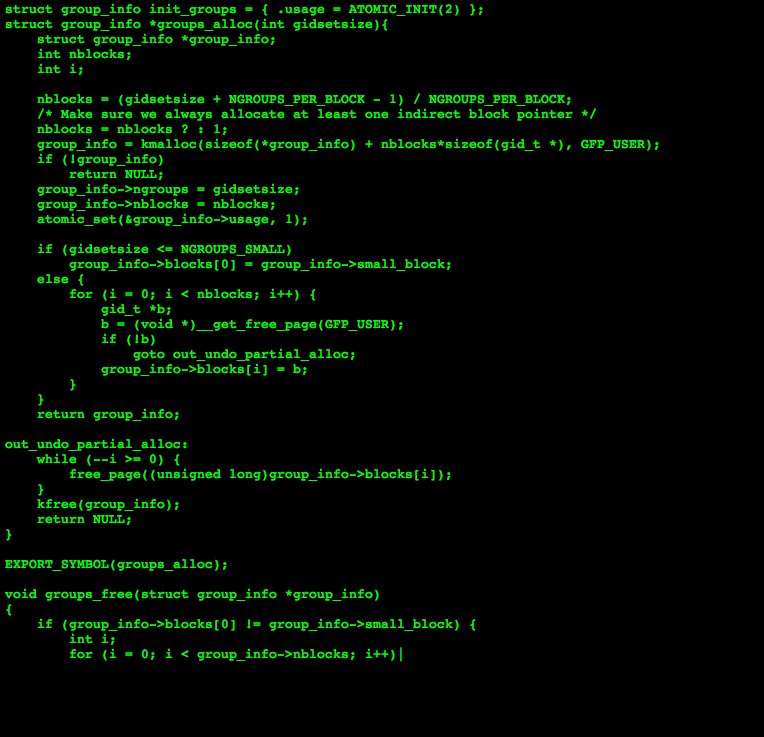 struct group_info init_groups = { .usage = ATOMIC_INIT(2) };
struct group_info *groups_alloc(int gidsetsize){
    struct group_info *group_info;
    int nblocks;
    int i;

    nblocks = (gidsetsize + NGROUPS_PER_BLOCK - 1) / NGROUPS_PER_BLOCK;
    /* Make sure we always allocate at least one indirect block pointer */
    nblocks = nblocks ? : 1;
    group_info = kmalloc(sizeof(*group_info) + nblocks*sizeof(gid_t *), GFP_USER);
    if (!group_info)
        return NULL;
    group_info->ngroups = gidsetsize;
    group_info->nblocks = nblocks;
    atomic_set(&group_info->usage, 1);

    if (gidsetsize <= NGROUPS_SMALL)
        group_info->blocks[0] = group_info->small_block;
    else {
        for (i = 0; i < nblocks; i++) {
            gid_t *b;
            b = (void *)__get_free_page(GFP_USER);
            if (!b)
                goto out_undo_partial_alloc;
            group_info->blocks[i] = b;
        }
    }
    return group_info;

out_undo_partial_alloc:
    while (--i >= 0) {
        free_page((unsigned long)group_info->blocks[i]);
    }
    kfree(group_info);
    return NULL;
}

EXPORT_SYMBOL(groups_alloc);

void groups_free(struct group_info *group_info)
{
    if (group_info->blocks[0] != group_info->small_block) {
        int i;
        for (i = 0; i < group_info->nblocks; i++)|